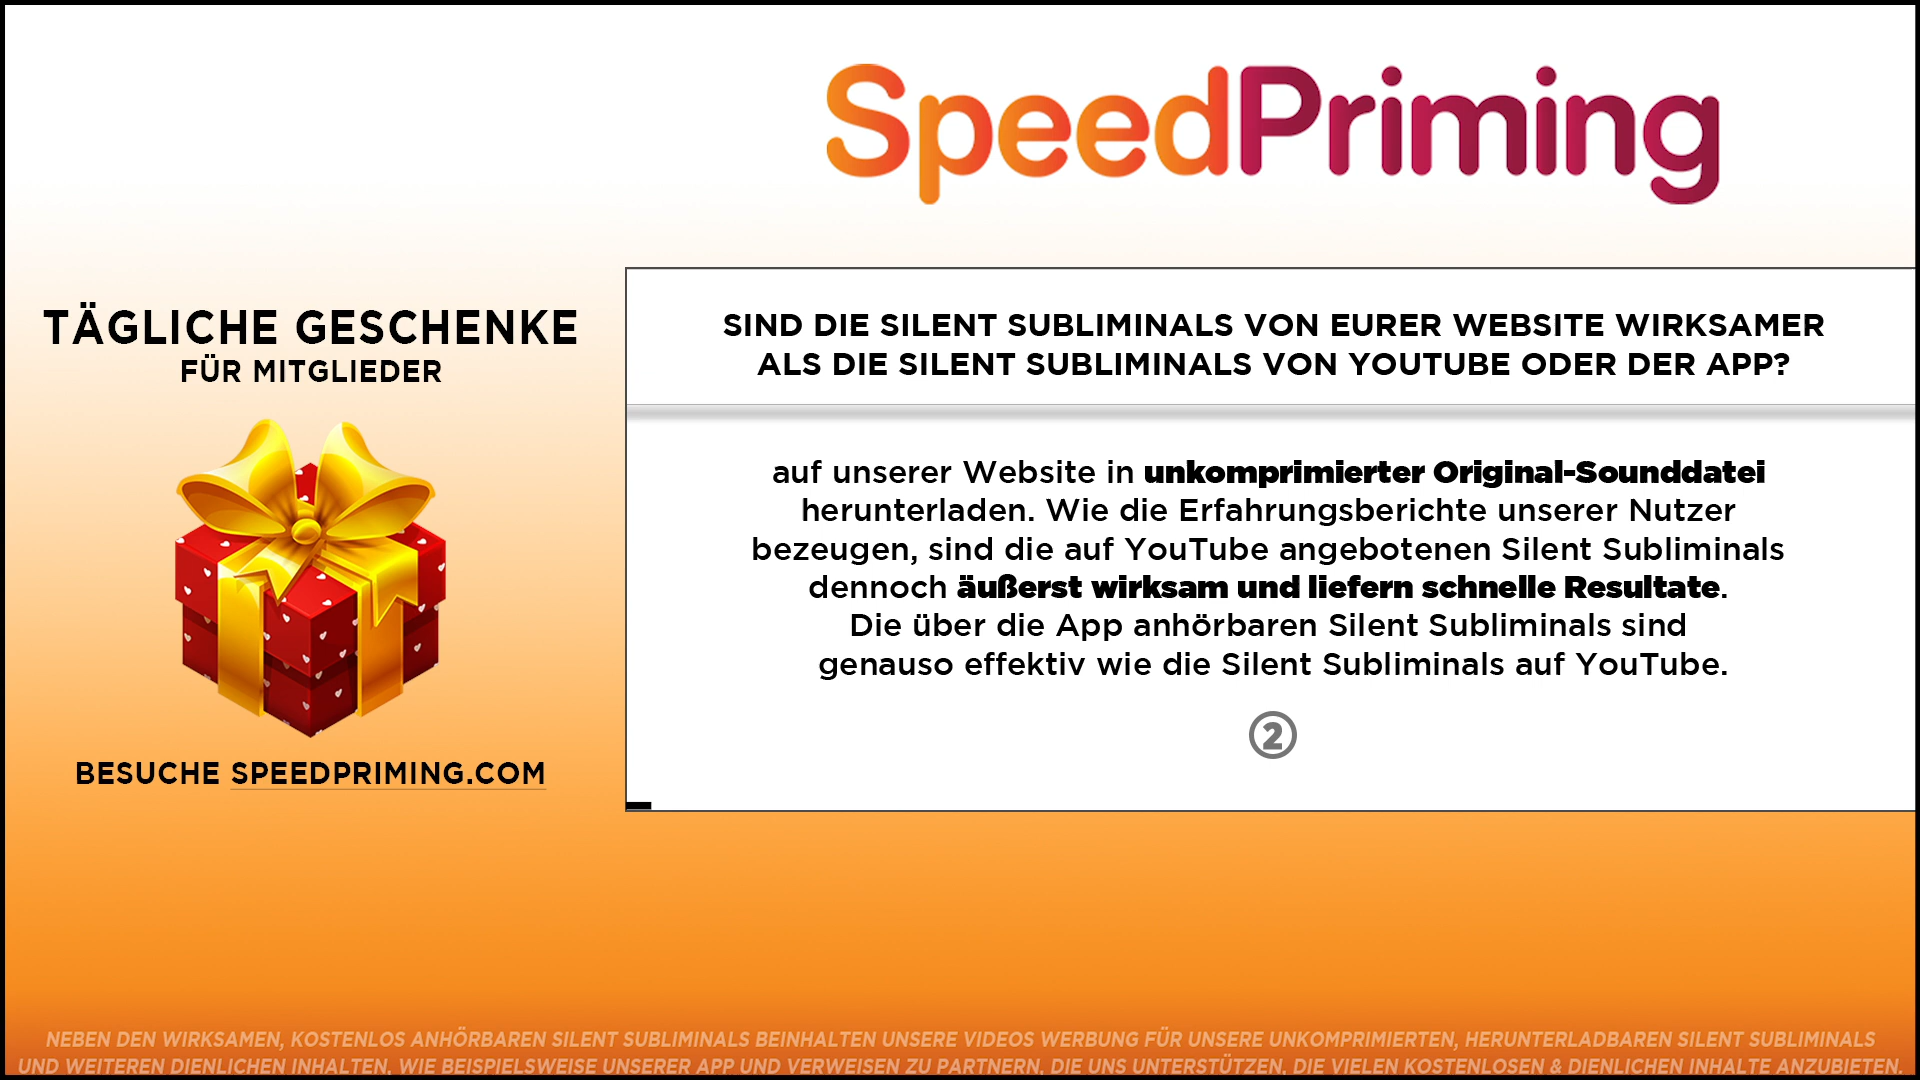 SpeedPriming
TÄGLICHE GESCHENKE
FÜR MITGLIEDER
BESUCHE SPEEDPRIMING.COM
SIND DIE SILENT SUBLIMINALS VON EURER WEBSITE WIRKSAMER
ALS DIE SILENT SUBLIMINALS VON YOUTUBE ODER DER APP?
auf unserer Website in unkomprimierter Original-Sounddatei
herunterladen. Wie die Erfahrungsberichte unserer Nutzer
bezeugen, sind die auf YouTube angebotenen Silent Subliminals
dennoch äußerst wirksam und liefern schnelle Resultate.
Die über die App anhörbaren Silent Subliminals sind
genauso effektiv wie die Silent Subliminals auf YouTube.
2
NEBEN DEN WIRKSAMEN, KOSTENLOS ANHÖRBAREN SILENT SUBLIMINALS BEINHALTEN UNSERE VIDEOS WERBUNG FÜR UNSERE UNKOMPRIMIERTEN, HERUNTERLADBAREN SILENT SUBLIMINALS
UND WEITEREN DIENLICHEN INHALTEN, WIE BEISPIELSWEISE UNSERER APP UND VERWEISEN ZU PARTNERN, DIE UNS UNTERSTÜTZEN, DIE VIELEN KOSTENLOSEN & DIENLICHEN INHALTE ANZUBIETEN.